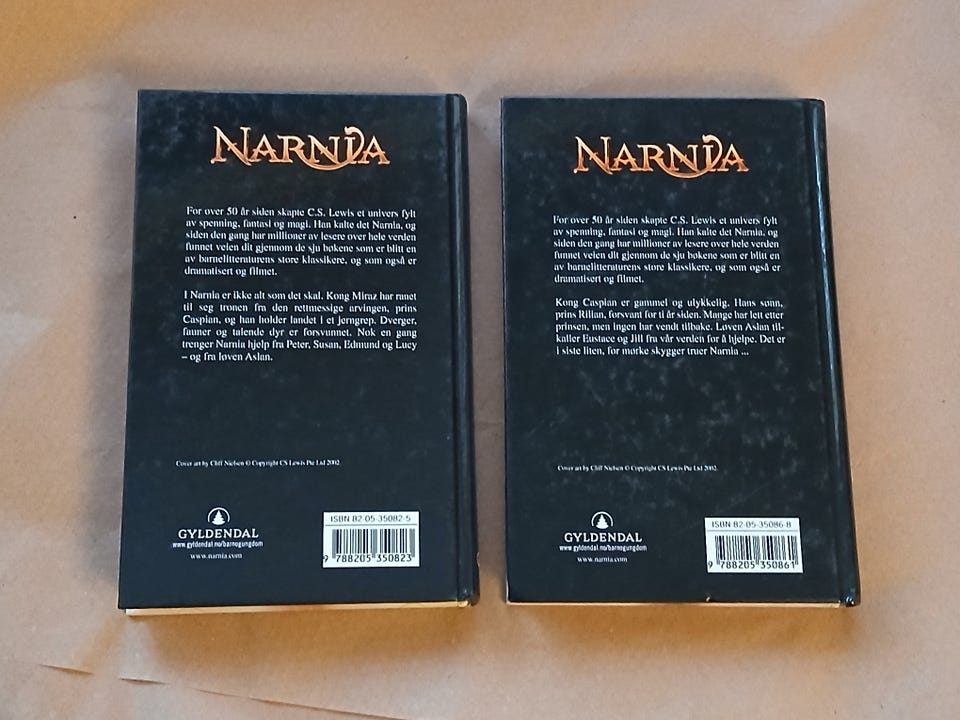 NARNIA
For over 50 år siden skapte C.S. Lewis et univers fylt
av spenning, fantasi og magi. Han kalte det Narnia, og
siden den gang har millioner av lesere over hele verden
funnet veien dit gjennom de sju bøkene som er blitt en
av barnelitteraturens store klassikere, og som også er
dramatisert og filmet.
I Narnia er ikke alt som det skal. Kong Miraz har ranet
til seg tronen fra den rettmessige arvingen, prins
Caspian, og han holder landet i et jerngrep. Dverger,
fauner og talende dyr er forsvunnet. Nok en gang
trenger Narnia hjelp fra Peter, Susan, Edmund og Lucy
– og fra løven Aslan.
Cover art by Cliff Nielsen © Copyright CS Lewis Pte Ltd 2002.
GYLDENDAL
www.gyldendal.no/barnogungdom
www.narnia.com
ISBN 82-05-35082-5
9 788205 350823
NARNIA
For over 50 år siden skapte C.S. Lewis et univers fylt
av spenning, fantasi og magi. Han kalte det Narnia, og
siden den gang har millioner av lesere over hele verden
funnet veien dit gjennom de sju bøkene som er blitt en
av barnelitteraturens store klassikere, og som også er
dramatisert og filmet.
Kong Caspian er gammel og ulykkelig. Hans sønn,
prins Rilian, forsvant for ti år siden. Mange har lett etter
prinsen, men ingen har vendt tilbake. Løven Aslan til-
kaller Eustace og Jill fra vår verden for å hjelpe. Det er
i siste liten, for mørke skygger truer Narnia ...
Cover art by Cliff Nielsen © Copyright CS Lewis Pte Ltd 2002.
GYLDENDAL
www.gyldendal.no/barnogungdom
www.narnia.com
ISBN 82-05-35086-8
9 788205 350861